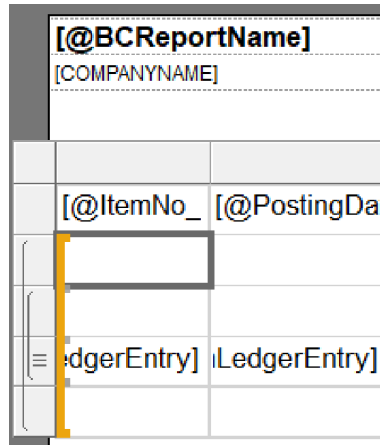 [@BCReportName]
[COMPANYNAME]
[@ItemNo_ [@PostingDa
edgerEntry] LedgerEntry]